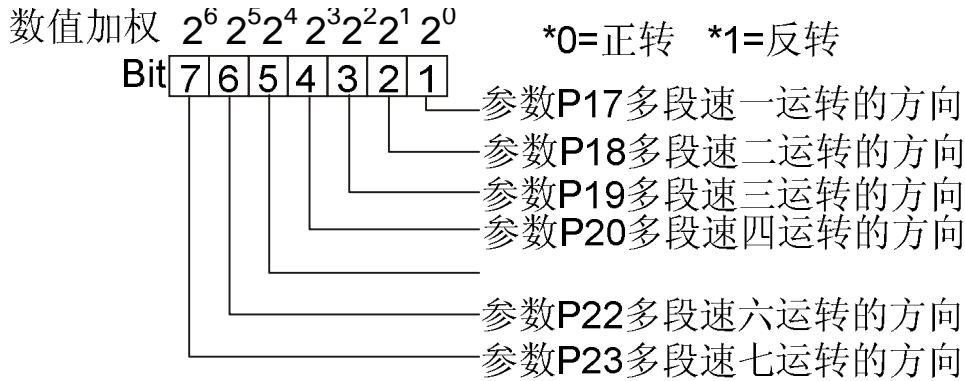 数值加权 2⁶ 2⁵ 2⁴ 2³ 2² 2¹ 2⁰ *0=正转 *1=反转
Bit 7 6 5 4 3 2 1
参数P17多段速一运转的方向
参数P18多段速二运转的方向
参数P19多段速三运转的方向
参数P20多段速四运转的方向
参数P22多段速六运转的方向
参数P23多段速七运转的方向